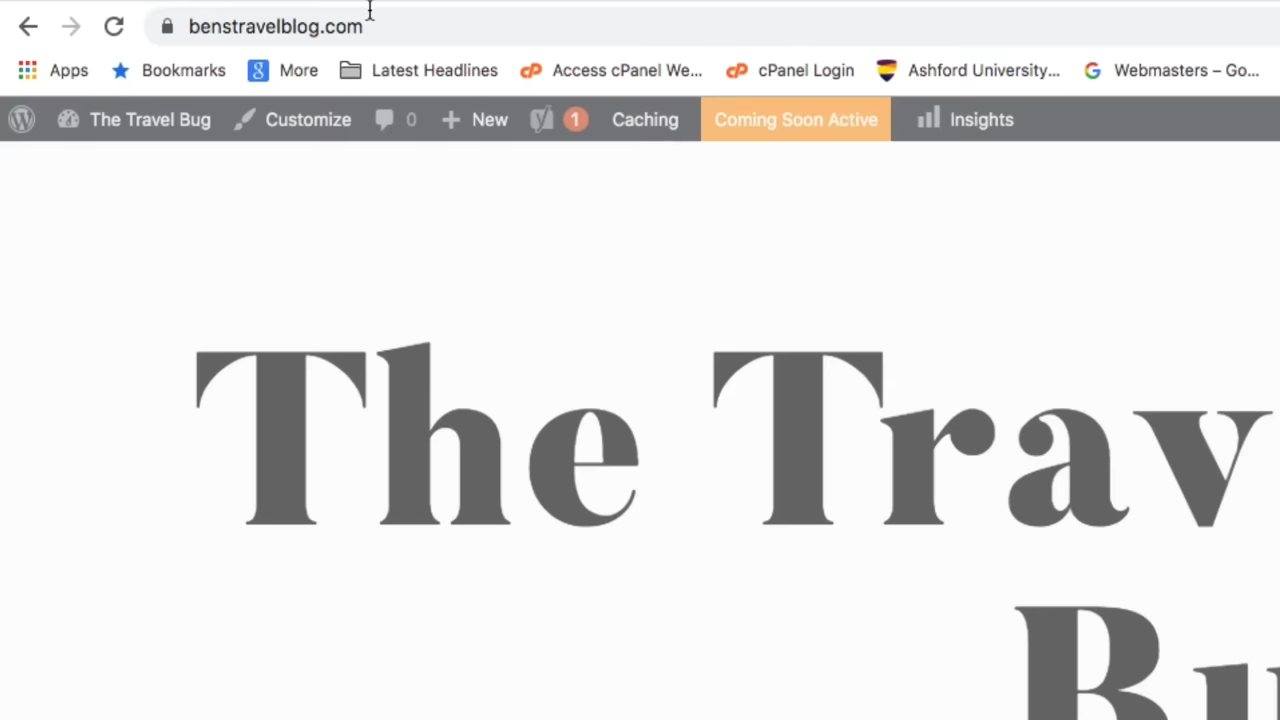 benstravelblog.com
Apps Bookmarks More Latest Headlines Access cPanel We... cPanel Login Ashford University... Webmasters – Go...
The Travel Bug Customize 0 New 1 Caching Coming Soon Active Insights
The Trav
Bu